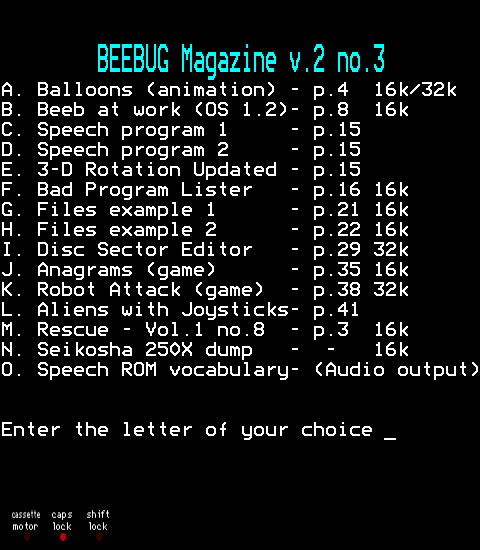 BEEBUG Magazine v.2 no.3
A. Balloons (animation) - p.4 16k/32k
B. Beeb at work (OS 1.2)- p.8 16k
C. Speech program 1 - p.15
D. Speech program 2 - p.15
E. 3-D Rotation Updated - p.15
F. Bad Program Lister - p.16 16k
G. Files example 1 - p.21 16k
H. Files example 2 - p.22 16k
I. Disc Sector Editor - p.29 32k
J. Anagrams (game) - p.35 16k
K. Robot Attack (game) - p.38 32k
L. Aliens with Joysticks- p.41
M. Rescue - Vol.1 no.8 - p.3 16k
N. Seikosha 250X dump - - 16k
O. Speech ROM vocabulary- (Audio output)
Enter the letter of your choice _
cassette motor caps lock shift lock